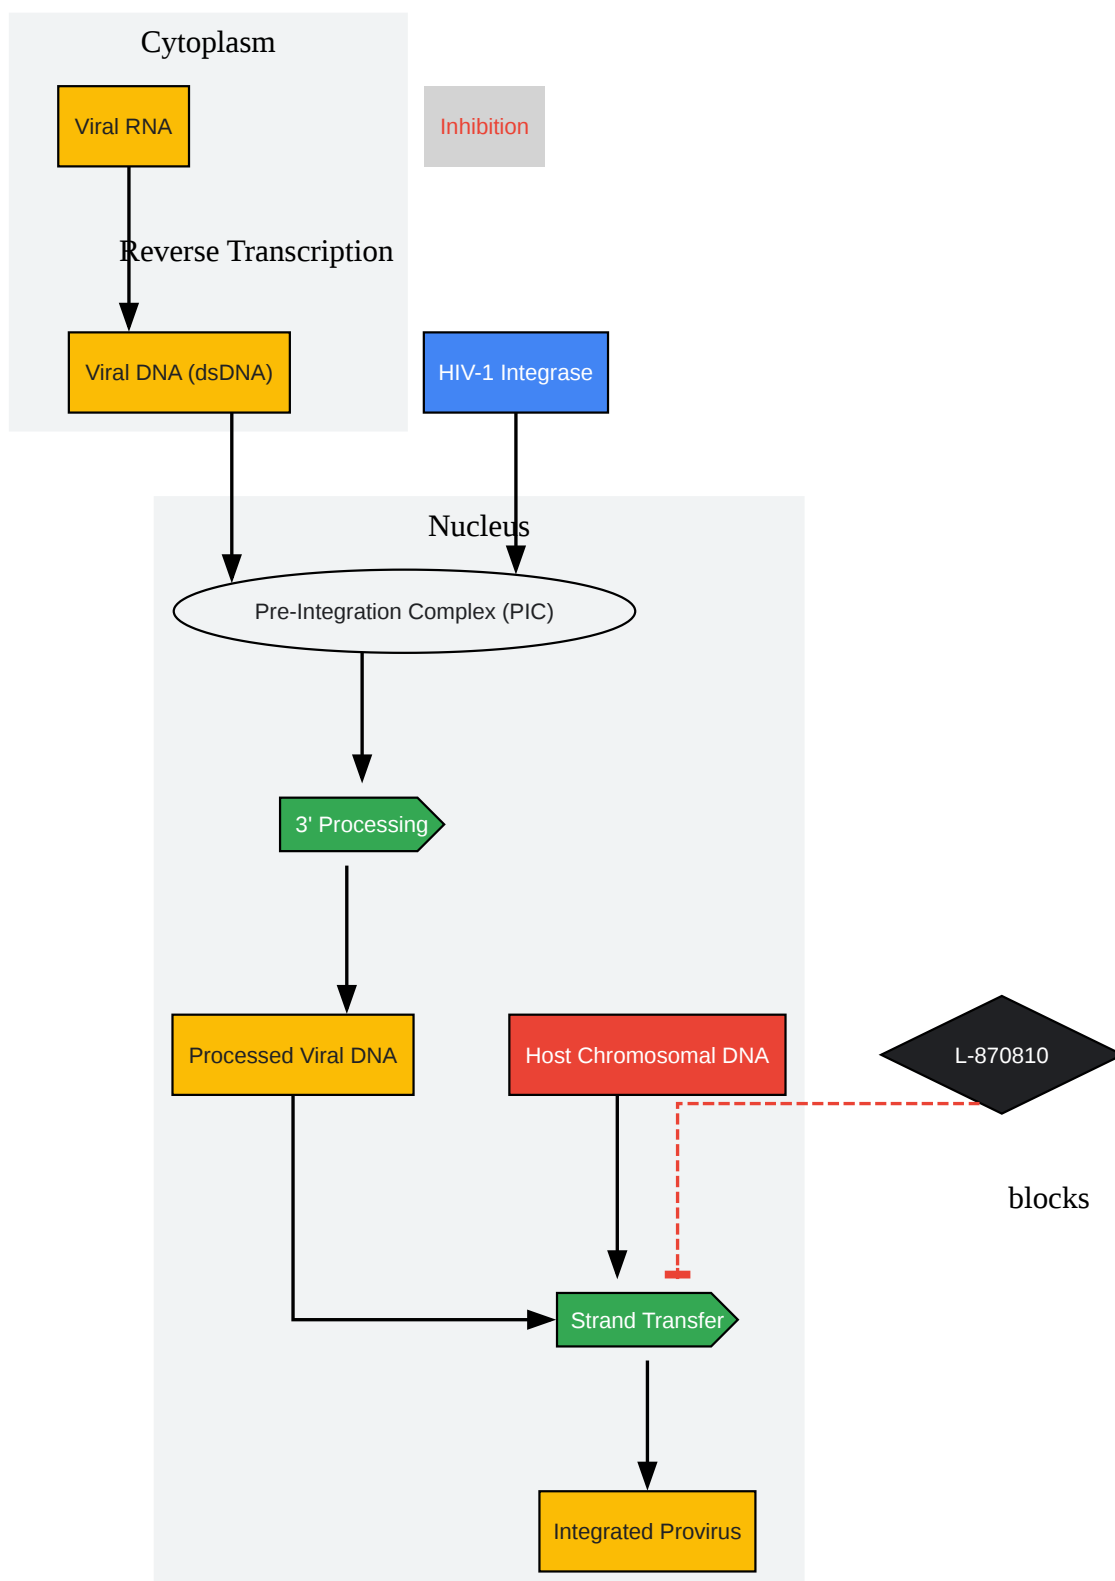 Cytoplasm
Viral RNA
Inhibition
Reverse Transcription
Viral DNA (dsDNA)
HIV-1 Integrase
Nucleus
Pre-Integration Complex (PIC)
3' Processing
Processed Viral DNA
Host Chromosomal DNA
L-870810
blocks
Strand Transfer
Integrated Provirus